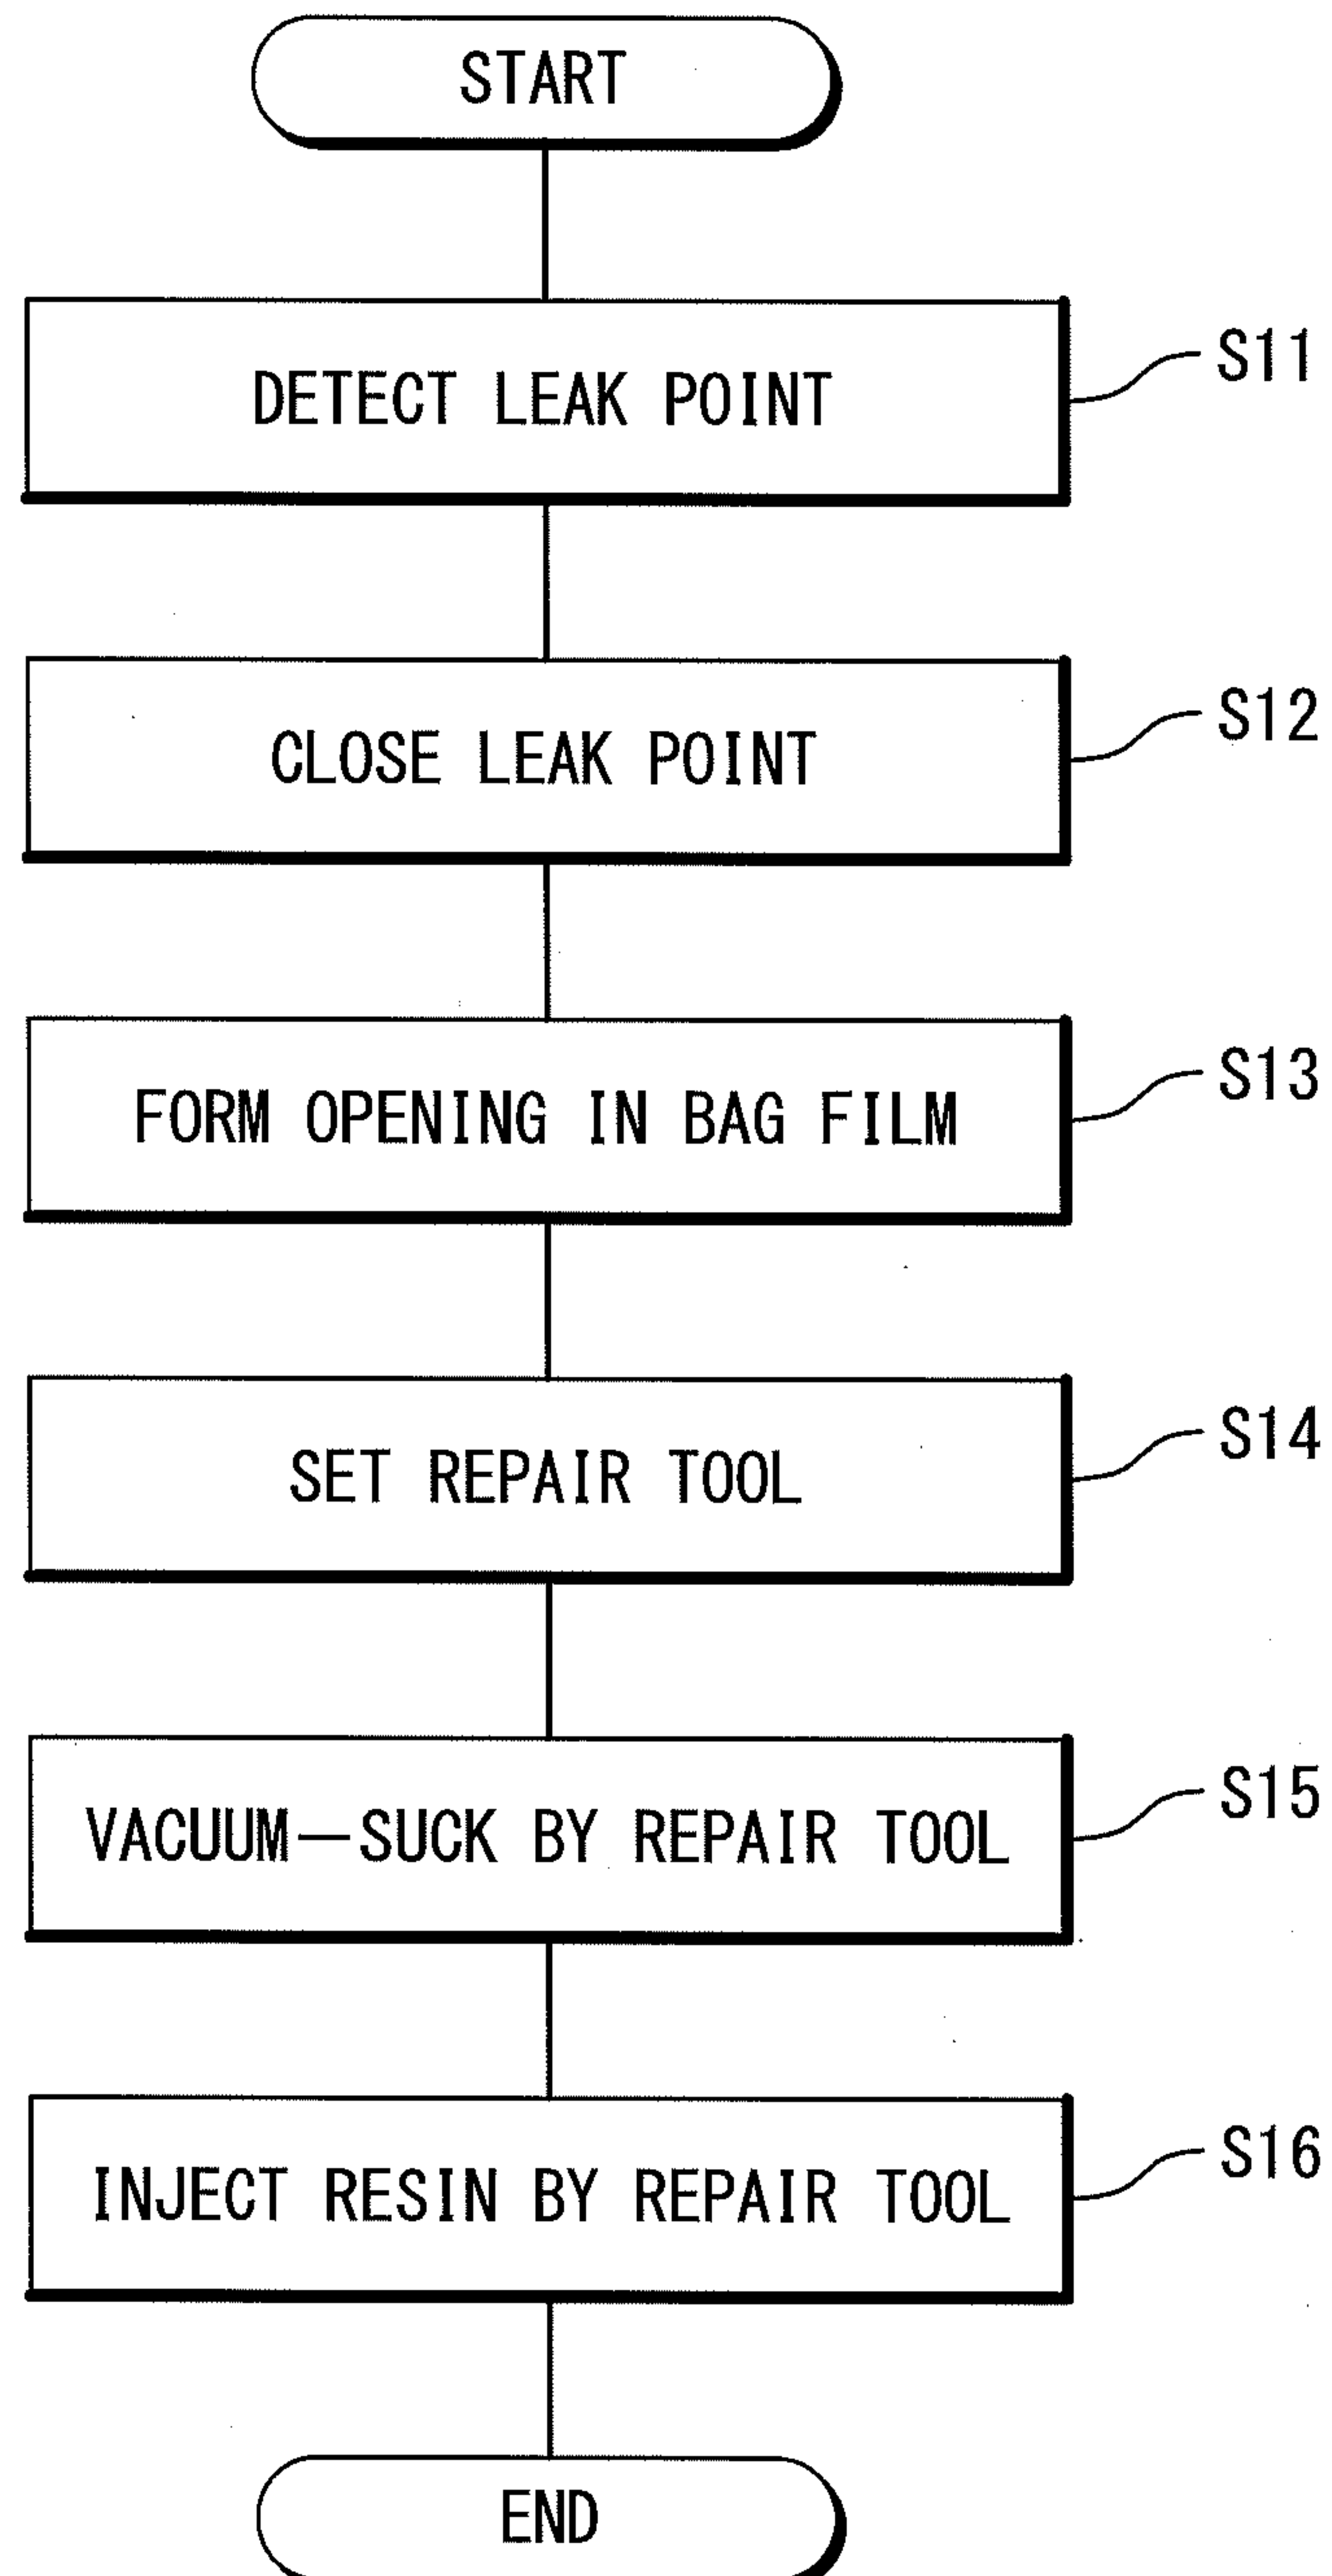 START
DETECT LEAK POINT
S11
CLOSE LEAK POINT
S12
FORM OPENING IN BAG FILM
S13
SET REPAIR TOOL
S14
VACUUM-SUCK BY REPAIR TOOL
S15
INJECT RESIN BY REPAIR TOOL
S16
END